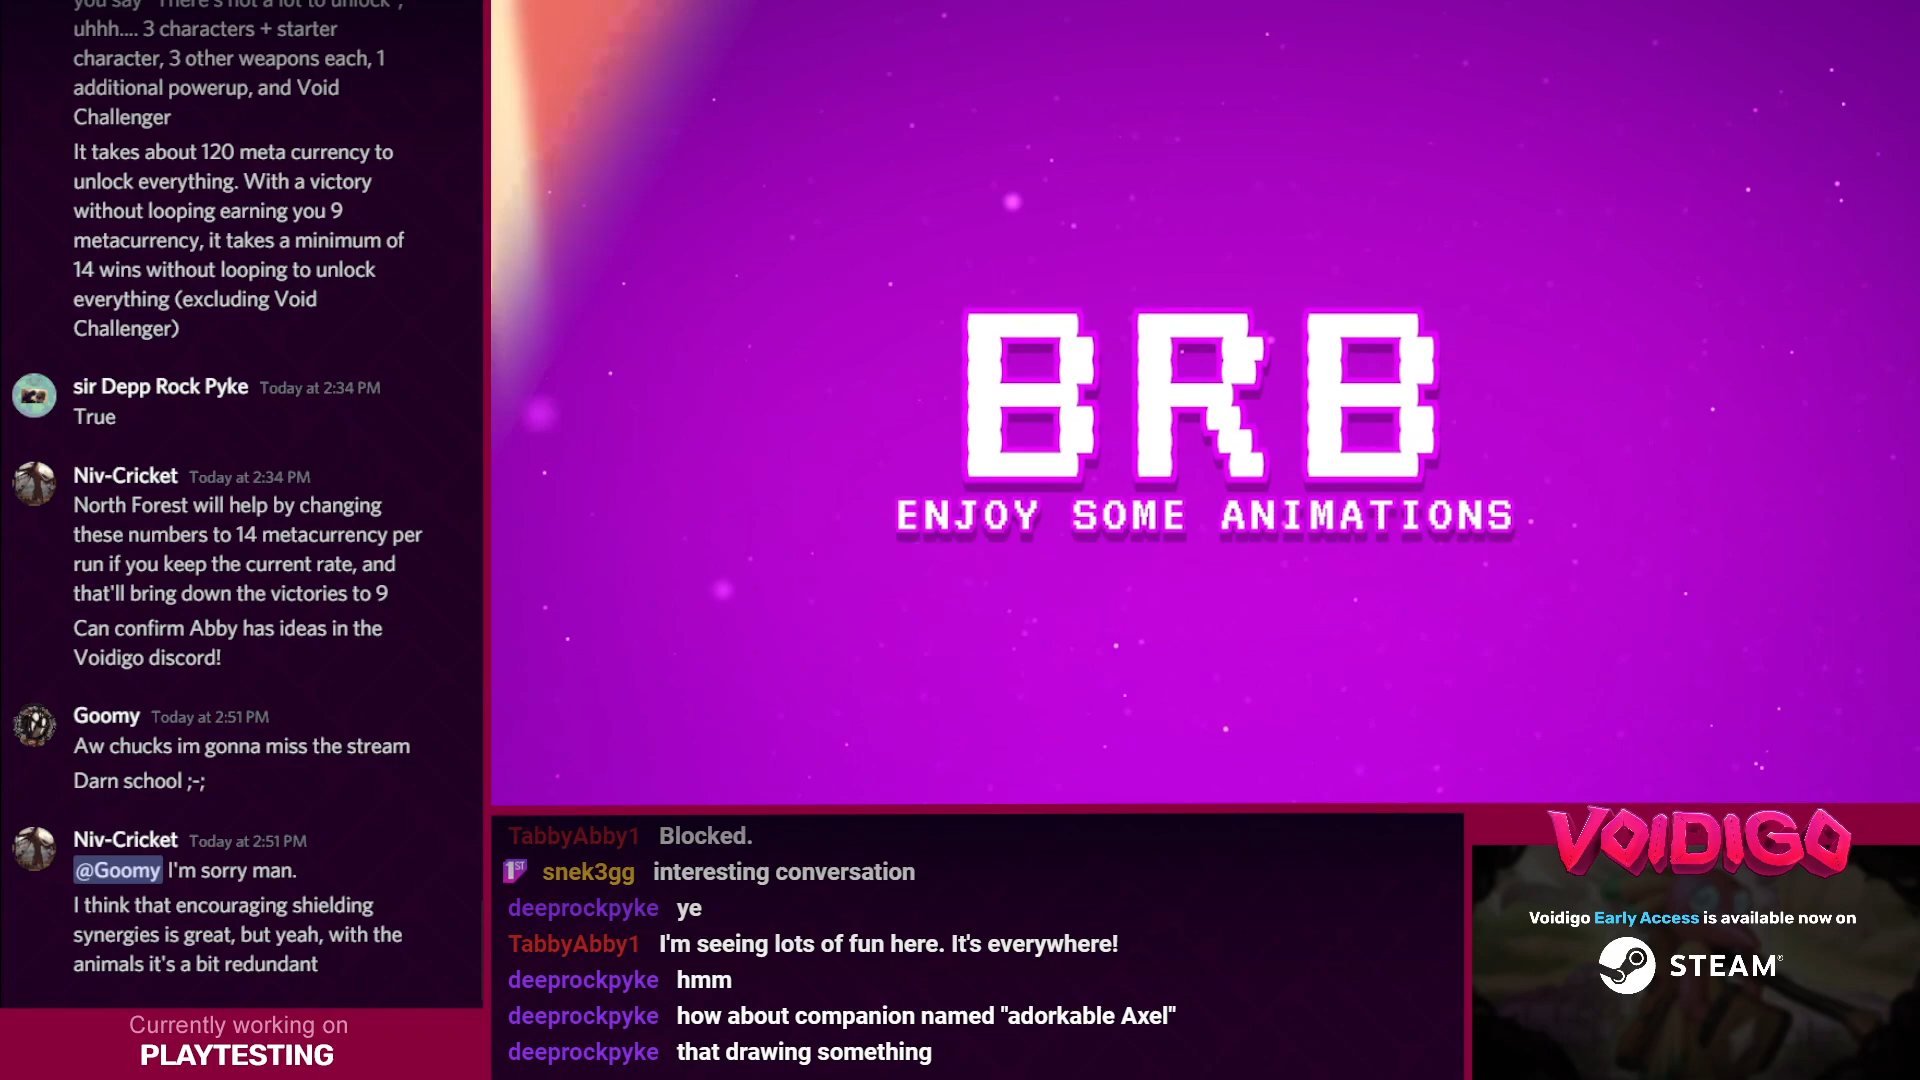 you say "There's not a lot to unlock",
uhhh.... 3 characters + starter
character, 3 other weapons each, 1
additional powerup, and Void
Challenger
It takes about 120 meta currency to
unlock everything. With a victory
without looping earning you 9
metacurrency, it takes a minimum of
14 wins without looping to unlock
everything (excluding Void
Challenger)
sir Depp Rock Pyke Today at 2:34 PM
True
Niv-Cricket Today at 2:34 PM
North Forest will help by changing
these numbers to 14 metacurrency per
run if you keep the current rate, and
that'll bring down the victories to 9
Can confirm Abby has ideas in the
Voidigo discord!
Goomy Today at 2:51 PM
Aw chucks im gonna miss the stream
Darn school ;-;
Niv-Cricket Today at 2:51 PM
@Goomy I'm sorry man.
I think that encouraging shielding
synergies is great, but yeah, with the
animals it's a bit redundant
Currently working on
PLAYTESTING
BRB
ENJOY SOME ANIMATIONS
TabbyAbby1 Blocked.
1ST snek3gg interesting conversation
deeprockpyke ye
TabbyAbby1 I'm seeing lots of fun here. It's everywhere!
deeprockpyke hmm
deeprockpyke how about companion named "adorkable Axel"
deeprockpyke that drawing something
VOIDIGO
Voidigo Early Access is available now on
STEAM®